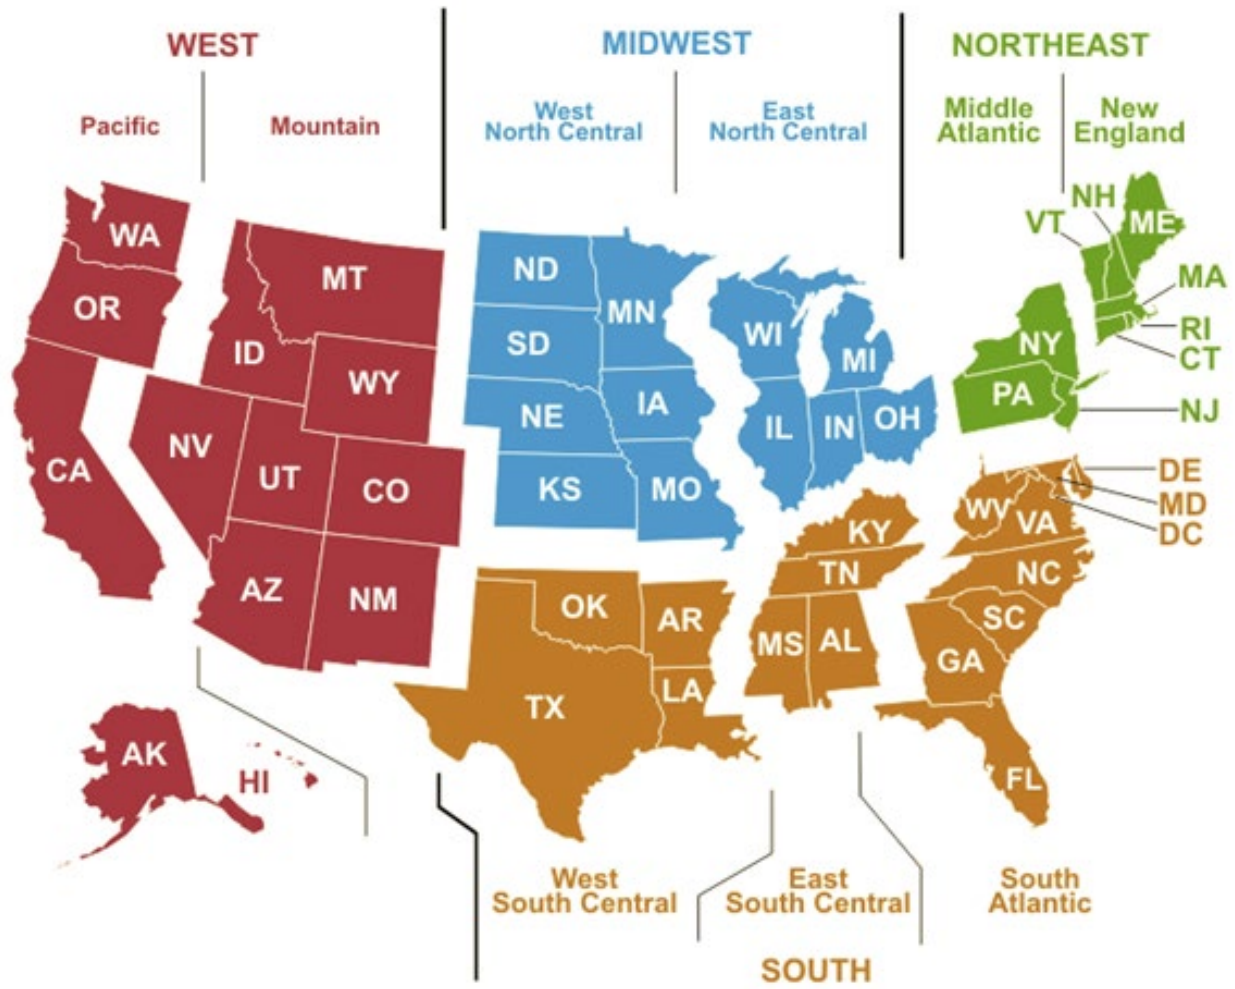 WEST
MIDWEST
NORTHEAST
Pacific
Mountain
West
North Central
East
North Central
Middle
Atlantic
New
England
WA
OR
CA
MT
ID
WY
NV
UT
CO
AZ
NM
AK
HI
ND
SD
NE
KS
MN
IA
MO
WI
MI
IL
IN
OH
NH
VT
ME
MA
RI
CT
NY
PA
NJ
DE
MD
DC
WV
VA
KY
TN
NC
SC
GA
FL
MS
AL
OK
AR
TX
LA
West
South Central
East
South Central
South
Atlantic
SOUTH